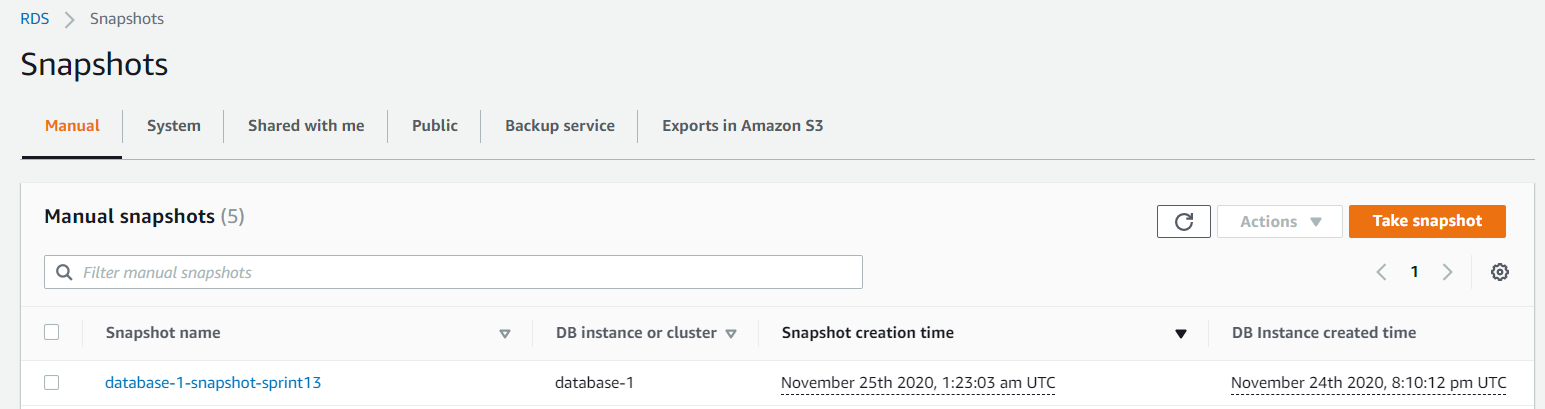 RDS > Snapshots
Snapshots
Manual System Shared with me Public Backup service Exports in Amazon S3
Manual snapshots (5) Actions Take snapshot
Filter manual snapshots 1
Snapshot name DB instance or cluster Snapshot creation time DB Instance created time
database-1-snapshot-sprint13 database-1 November 25th 2020, 1:23:03 am UTC November 24th 2020, 8:10:12 pm UTC